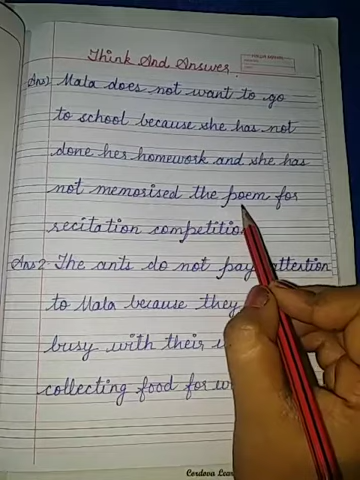 Think And Answer.
Ans1 Mala does not want to go
to school because she has not
done her homework and she has
not memorised the poem for
recitation competition
Ans 2 The ants do not pay attention
to Mala because they
busy with their
collecting food for
Cordova